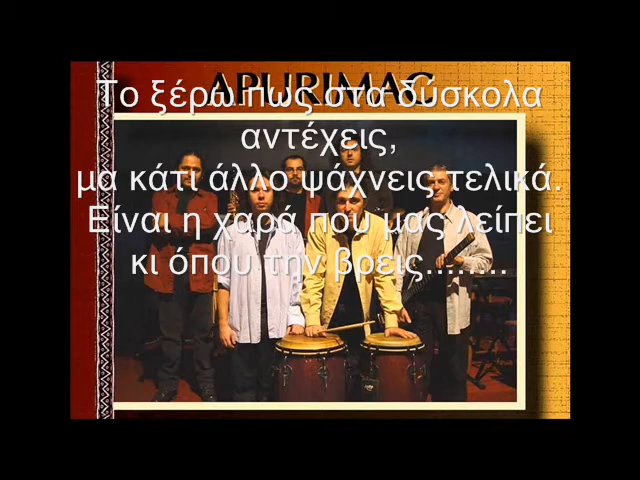 APURIMAC
Το ξέρω πως στα δύσκολα
αντέχεις,
μα κάτι άλλο ψάχνεις τελικά.
Είναι η χαρά που μας λείπει
κι όπου την βρεις........